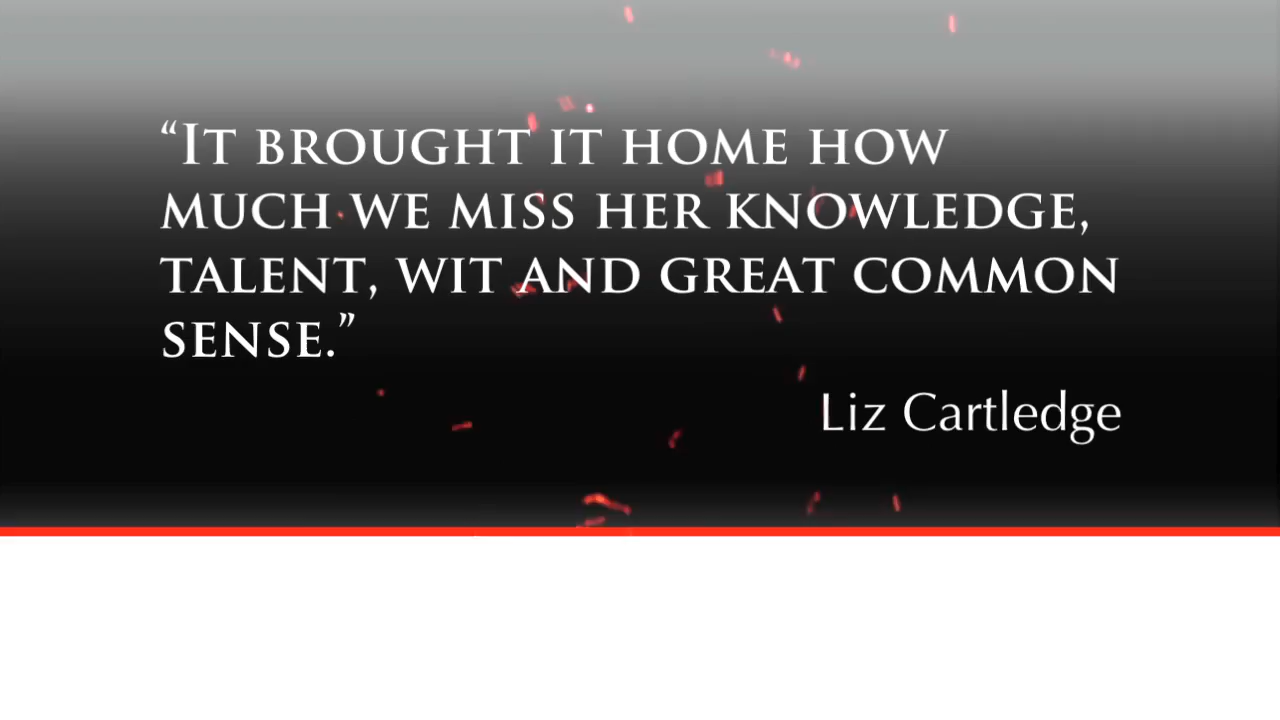 “It brought it home how
much we miss her knowledge,
talent, wit and great common
sense.”
Liz Cartledge